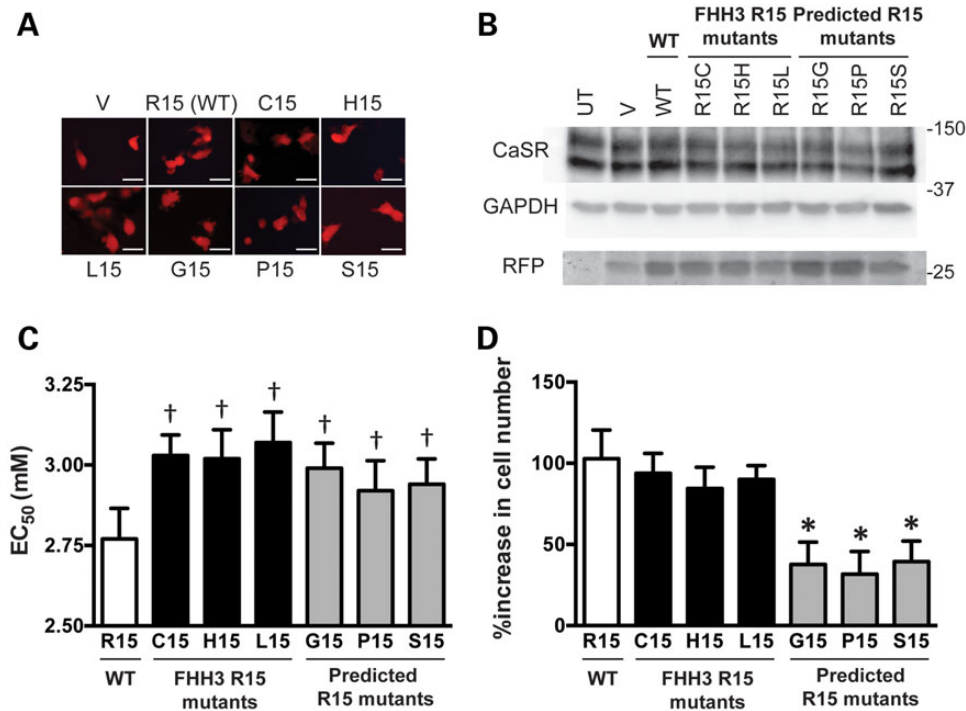 A
V R15 (WT) C15 H15
L15 G15 P15 S15
B
WT
FHH3 R15 mutants
Predicted R15 mutants
UT V WT R15C R15H R15L R15G R15P R15S
CaSR
-150
-37
GAPDH
RFP
-25
C
EC50 (mM)
3.25
3.00
2.75
2.50
† † † † † †
R15 C15 H15 L15 G15 P15 S15
WT
FHH3 R15
mutants
Predicted
R15 mutants
D
%increase in cell number
150
100
50
0
* * *
R15 C15 H15 L15 G15 P15 S15
WT
FHH3 R15
mutants
Predicted
R15 mutants